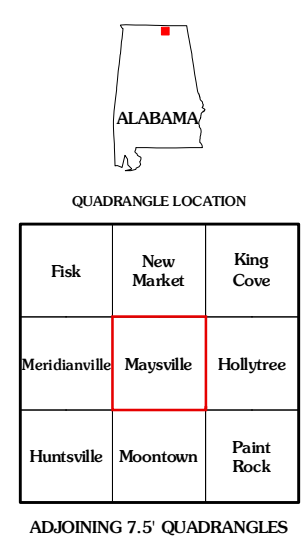 ALABAMA
QUADRANGLE LOCATION
Fisk
New
Market
King
Cove
Meridianville
Maysville
Hollytree
Huntsville
Moontown
Paint
Rock
ADJOINING 7.5' QUADRANGLES